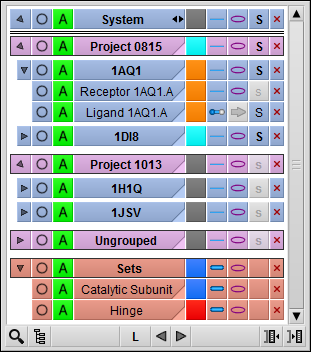 A System S
A Project 0815 S
A 1AQ1 S
A Receptor 1AQ1.A s
A Ligand 1AQ1.A S
A 1DI8 S
A Project 1013 s
A 1H1Q s
A 1JSV s
A Ungrouped s
A Sets
A Catalytic Subunit
A Hinge
L